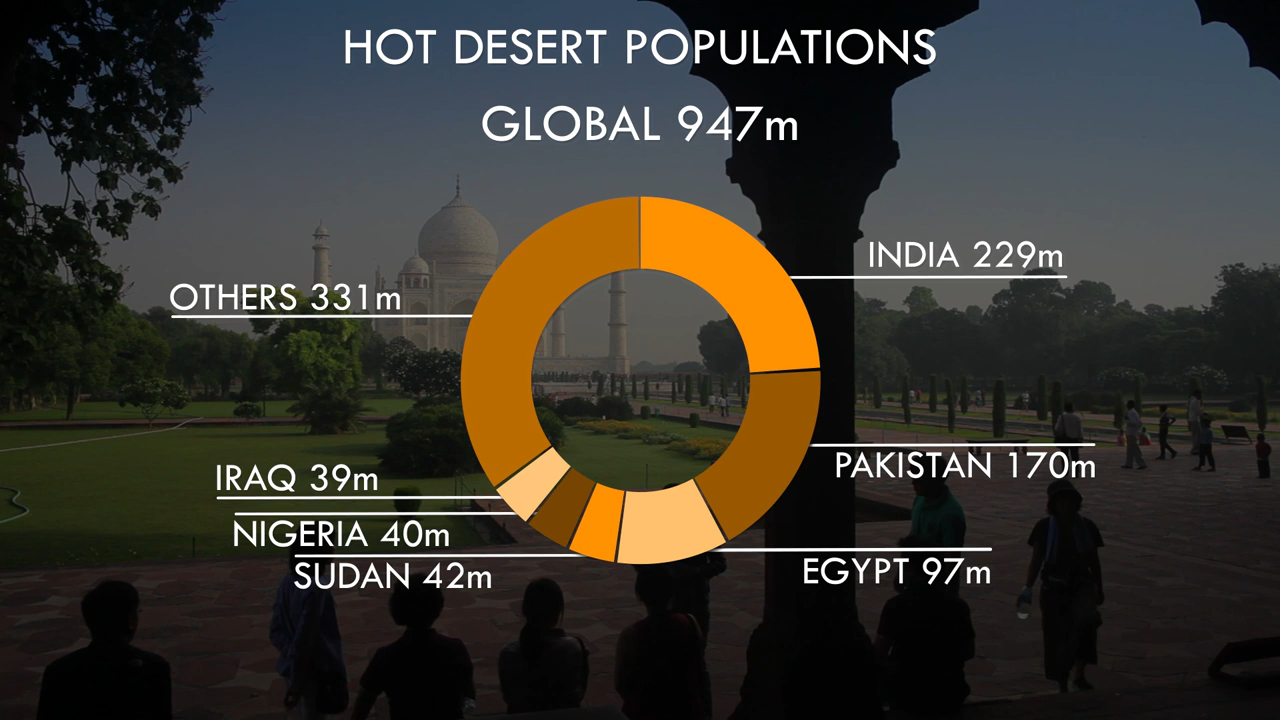 HOT DESERT POPULATIONS
GLOBAL 947m
INDIA 229m
OTHERS 331m
PAKISTAN 170m
IRAQ 39m
NIGERIA 40m
EGYPT 97m
SUDAN 42m